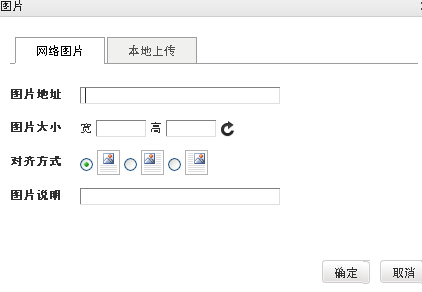 图片
网络图片 本地上传
图片地址
图片大小 宽 高
对齐方式
图片说明
确定 取消